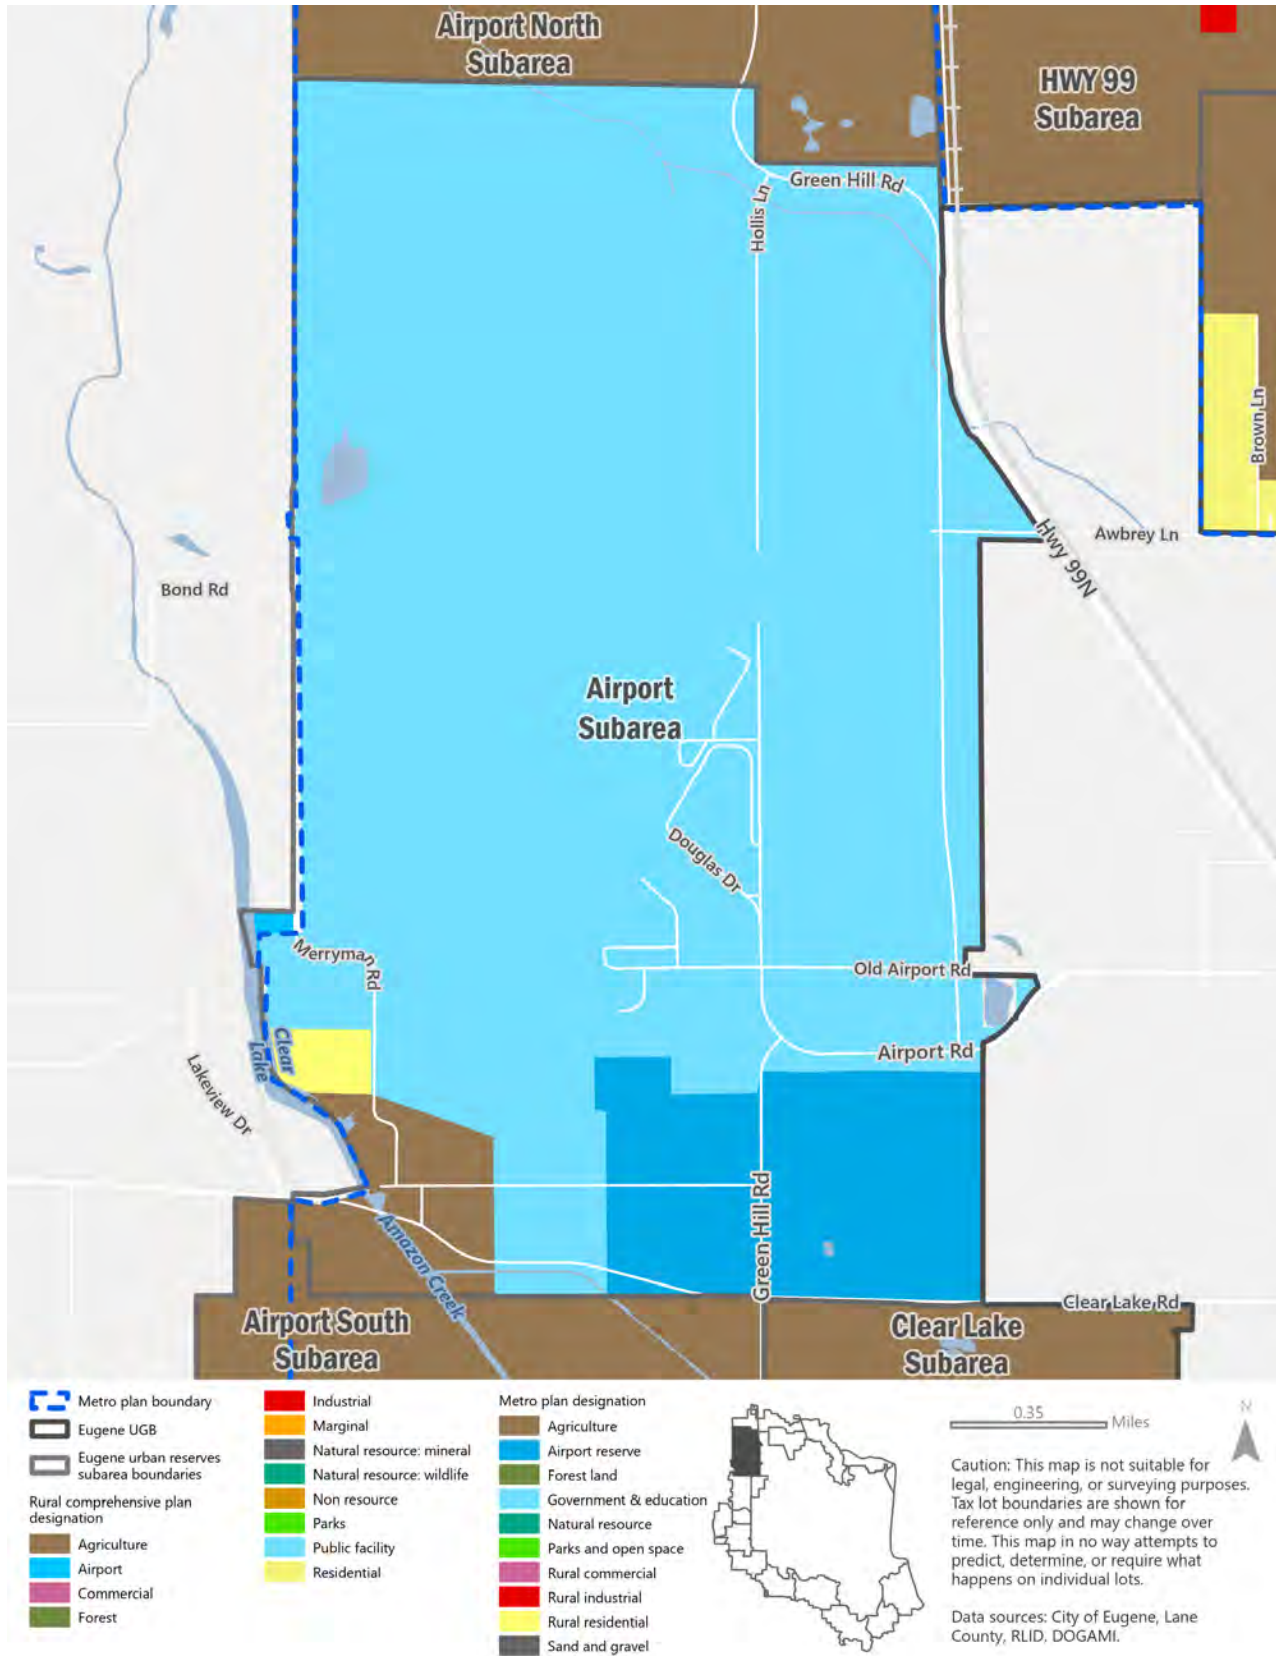 Airport North
Subarea
HWY 99
Subarea
Green Hill Rd
Hollis Ln
Brown Ln
Hwy 99N
Awbrey Ln
Bond Rd
Airport
Subarea
Douglas Dr
Merryman Rd
Old Airport Rd
Clear
Lake
Airport Rd
Lakeview Dr
Green Hill Rd
Amazon Creek
Clear Lake Rd
Airport South
Subarea
Clear Lake
Subarea
Metro plan boundary
Eugene UGB
Eugene urban reserves
subarea boundaries
Rural comprehensive plan
designation
Agriculture
Airport
Commercial
Forest
Industrial
Marginal
Natural resource: mineral
Natural resource: wildlife
Non resource
Parks
Public facility
Residential
Metro plan designation
Agriculture
Airport reserve
Forest land
Government & education
Natural resource
Parks and open space
Rural commercial
Rural industrial
Rural residential
Sand and gravel
0.35
Miles
N
Caution: This map is not suitable for
legal, engineering, or surveying purposes.
Tax lot boundaries are shown for
reference only and may change over
time. This map in no way attempts to
predict, determine, or require what
happens on individual lots.
Data sources: City of Eugene, Lane
County, RLID, DOGAMI.